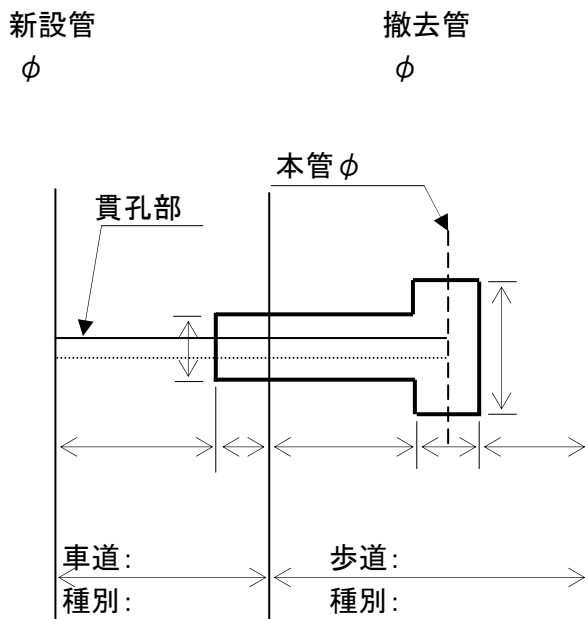 新設管 撤去管
φ φ
本管φ
貫孔部
車道: 歩道:
種別: 種別: